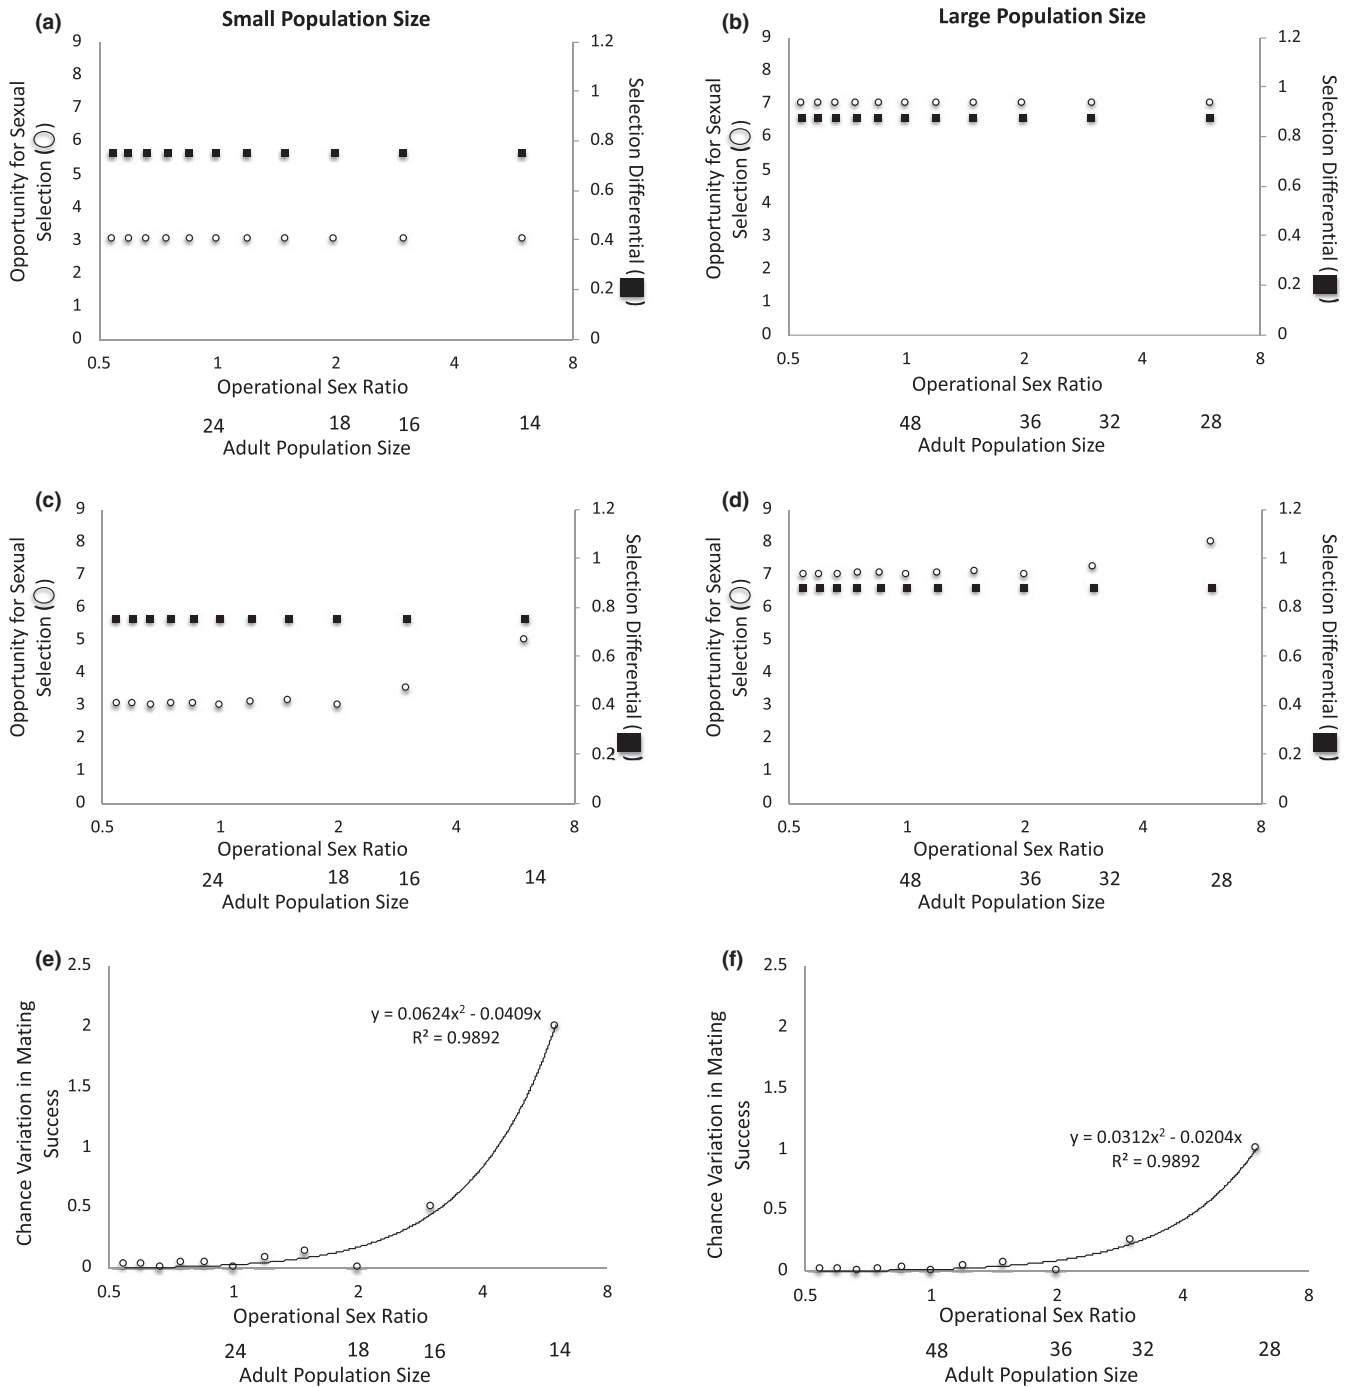 (a)
Small Population Size
9
8
7
6
5
4
3
2
1
0
1.2
1
0.8
0.6
0.4
0.2
0
Opportunity for Sexual
Selection ( )
Selection Differential ( )
0.5 1 2 4 8
Operational Sex Ratio
24 18 16 14
Adult Population Size
(b)
Large Population Size
9
8
7
6
5
4
3
2
1
0
1.2
1
0.8
0.6
0.4
0.2
0
Opportunity for Sexual
Selection ( )
Selection Differential ( )
0.5 1 2 4 8
Operational Sex Ratio
48 36 32 28
Adult Population Size
(c)
9
8
7
6
5
4
3
2
1
0
1.2
1
0.8
0.6
0.4
0.2
0
Opportunity for Sexual
Selection ( )
Selection Differential ( )
0.5 1 2 4 8
Operational Sex Ratio
24 18 16 14
Adult Population Size
(d)
9
8
7
6
5
4
3
2
1
0
1.2
1
0.8
0.6
0.4
0.2
0
Opportunity for Sexual
Selection ( )
Selection Differential ( )
0.5 1 2 4 8
Operational Sex Ratio
48 36 32 28
Adult Population Size
(e)
2.5
2
1.5
1
0.5
0
Chance Variation in Mating
Success
y = 0.0624x² - 0.0409x
R² = 0.9892
0.5 1 2 4 8
Operational Sex Ratio
24 18 16 14
Adult Population Size
(f)
2.5
2
1.5
1
0.5
0
Chance Variation in Mating
Success
y = 0.0312x² - 0.0204x
R² = 0.9892
0.5 1 2 4 8
Operational Sex Ratio
48 36 32 28
Adult Population Size